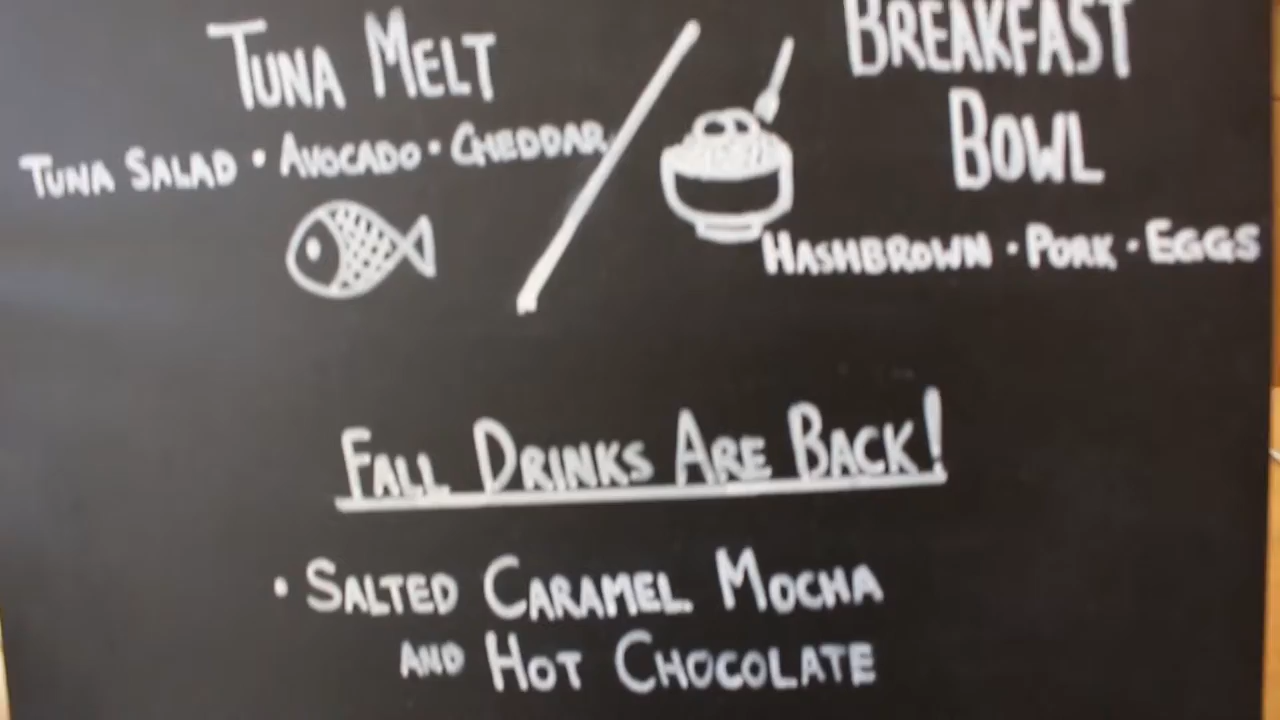 TUNA MELT
TUNA SALAD • AVOCADO • CHEDDAR
BREAKFAST
BOWL
HASHBROWN • PORK • EGGS
FALL DRINKS ARE BACK!
• SALTED CARAMEL MOCHA
AND HOT CHOCOLATE